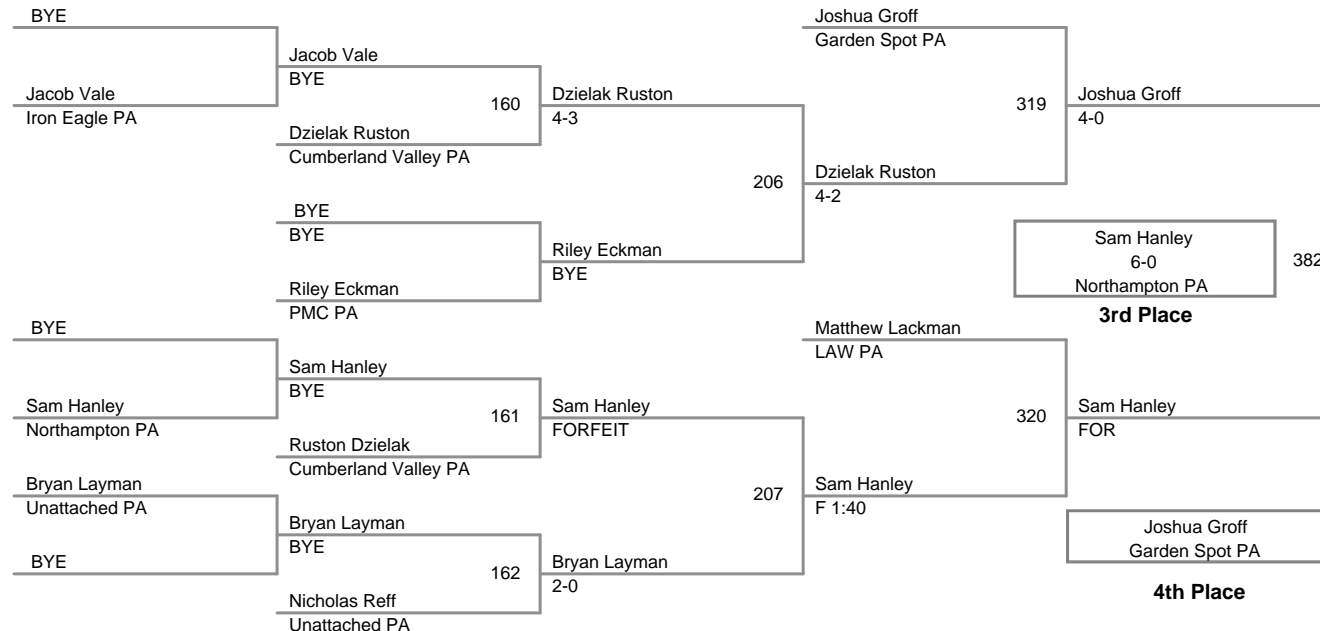 BYE
Jacob Vale
Iron Eagle PA
BYE
Sam Hanley
Northampton PA
Bryan Layman
Unattached PA
BYE
Jacob Vale
BYE
160
Dzielak Ruston
Cumberland Valley PA
BYE
BYE
Riley Eckman
PMC PA
Sam Hanley
BYE
161
Ruston Dzielak
Cumberland Valley PA
Bryan Layman
BYE
162
Nicholas Reff
Unattached PA
Dzielak Ruston
4-3
206
Riley Eckman
BYE
Sam Hanley
FORFEIT
207
Bryan Layman
2-0
Joshua Groff
Garden Spot PA
319
Dzielak Ruston
4-2
Matthew Lackman
LAW PA
320
Sam Hanley
F 1:40
Joshua Groff
4-0
Sam Hanley
6-0
Northampton PA
382
3rd Place
Sam Hanley
FOR
Joshua Groff
Garden Spot PA
4th Place